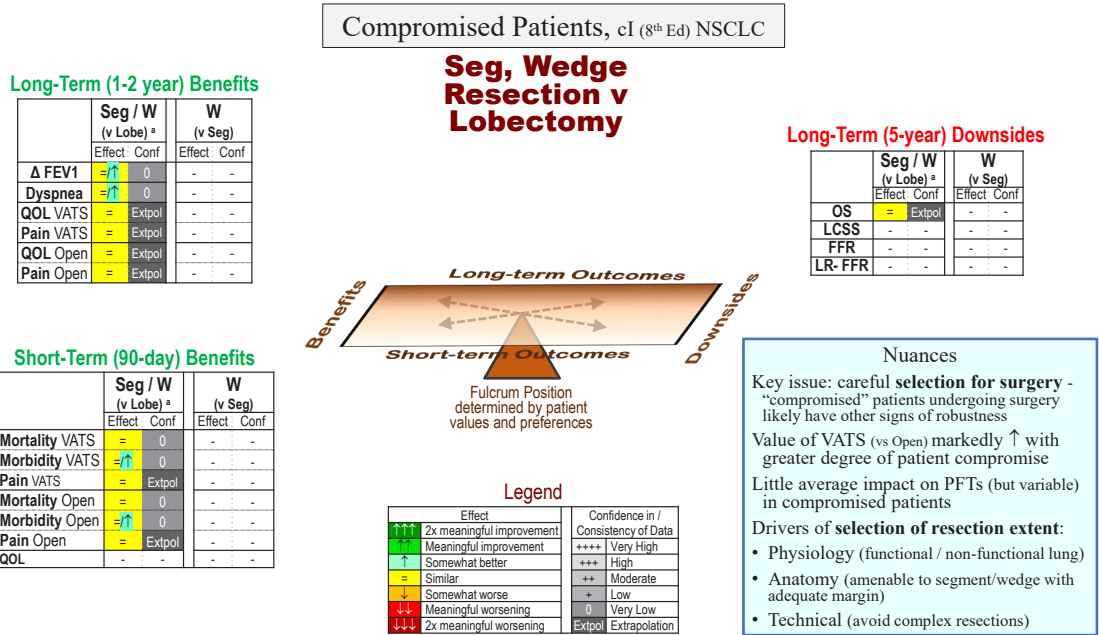 Compromised Patients, cI (8th Ed) NSCLC
Seg, Wedge
Resection v
Lobectomy
Long-Term (1-2 year) Benefits
Seg / W W
(v Lobe) a (v Seg)
Effect Conf Effect Conf
Δ FEV1 =/↑ 0 - -
Dyspnea =/↑ 0 - -
QOL VATS = Extpol - -
Pain VATS = Extpol - -
QOL Open = Extpol - -
Pain Open = Extpol - -
Long-Term (5-year) Downsides
Seg / W W
(v Lobe) a (v Seg)
Effect Conf Effect Conf
OS = Extpol - -
LCSS - - - -
FFR - - - -
LR- FFR - - - -
Long-term Outcomes
Benefits
Downsides
Short-term Outcomes
Fulcrum Position
determined by patient
values and preferences
Short-Term (90-day) Benefits
Seg / W W
(v Lobe) a (v Seg)
Effect Conf Effect Conf
Mortality VATS = 0 - -
Morbidity VATS =/↑ 0 - -
Pain VATS = Extpol - -
Mortality Open = 0 - -
Morbidity Open =/↑ 0 - -
Pain Open = Extpol - -
QOL - - - -
Legend
Effect Confidence in /
Consistency of Data
↑↑↑ 2x meaningful improvement
↑↑ Meaningful improvement ++++ Very High
↑ Somewhat better +++ High
= Similar ++ Moderate
↓ Somewhat worse + Low
↓↓ Meaningful worsening 0 Very Low
↓↓↓ 2x meaningful worsening Extpol Extrapolation
Nuances
Key issue: careful selection for surgery -
“compromised” patients undergoing surgery
likely have other signs of robustness
Value of VATS (vs Open) markedly ↑ with
greater degree of patient compromise
Little average impact on PFTs (but variable)
in compromised patients
Drivers of selection of resection extent:
• Physiology (functional / non-functional lung)
• Anatomy (amenable to segment/wedge with
adequate margin)
• Technical (avoid complex resections)